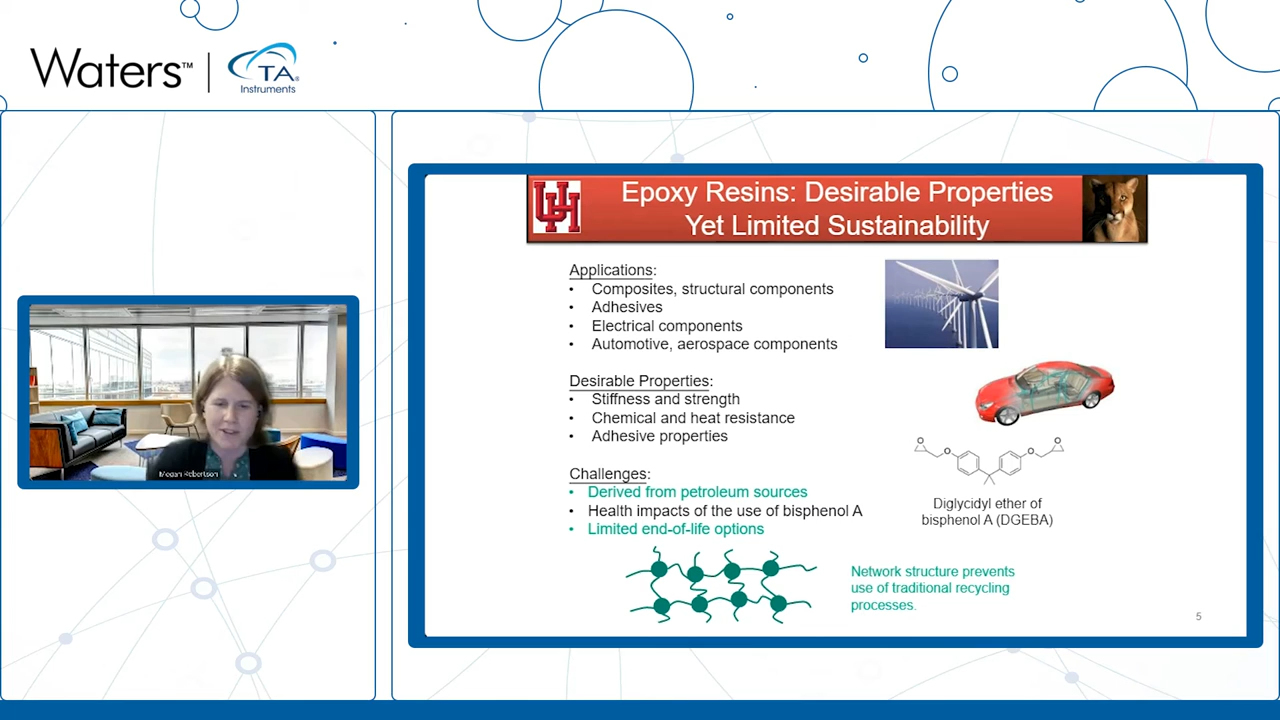 Waters™
TA®
Instruments
UH
Epoxy Resins: Desirable Properties
Yet Limited Sustainability
Applications:
• Composites, structural components
• Adhesives
• Electrical components
• Automotive, aerospace components
Desirable Properties:
• Stiffness and strength
• Chemical and heat resistance
• Adhesive properties
Challenges:
• Derived from petroleum sources
• Health impacts of the use of bisphenol A
• Limited end-of-life options
O
O
O
O
Diglycidyl ether of
bisphenol A (DGEBA)
Network structure prevents
use of traditional recycling
processes.
5
Megan Robertson